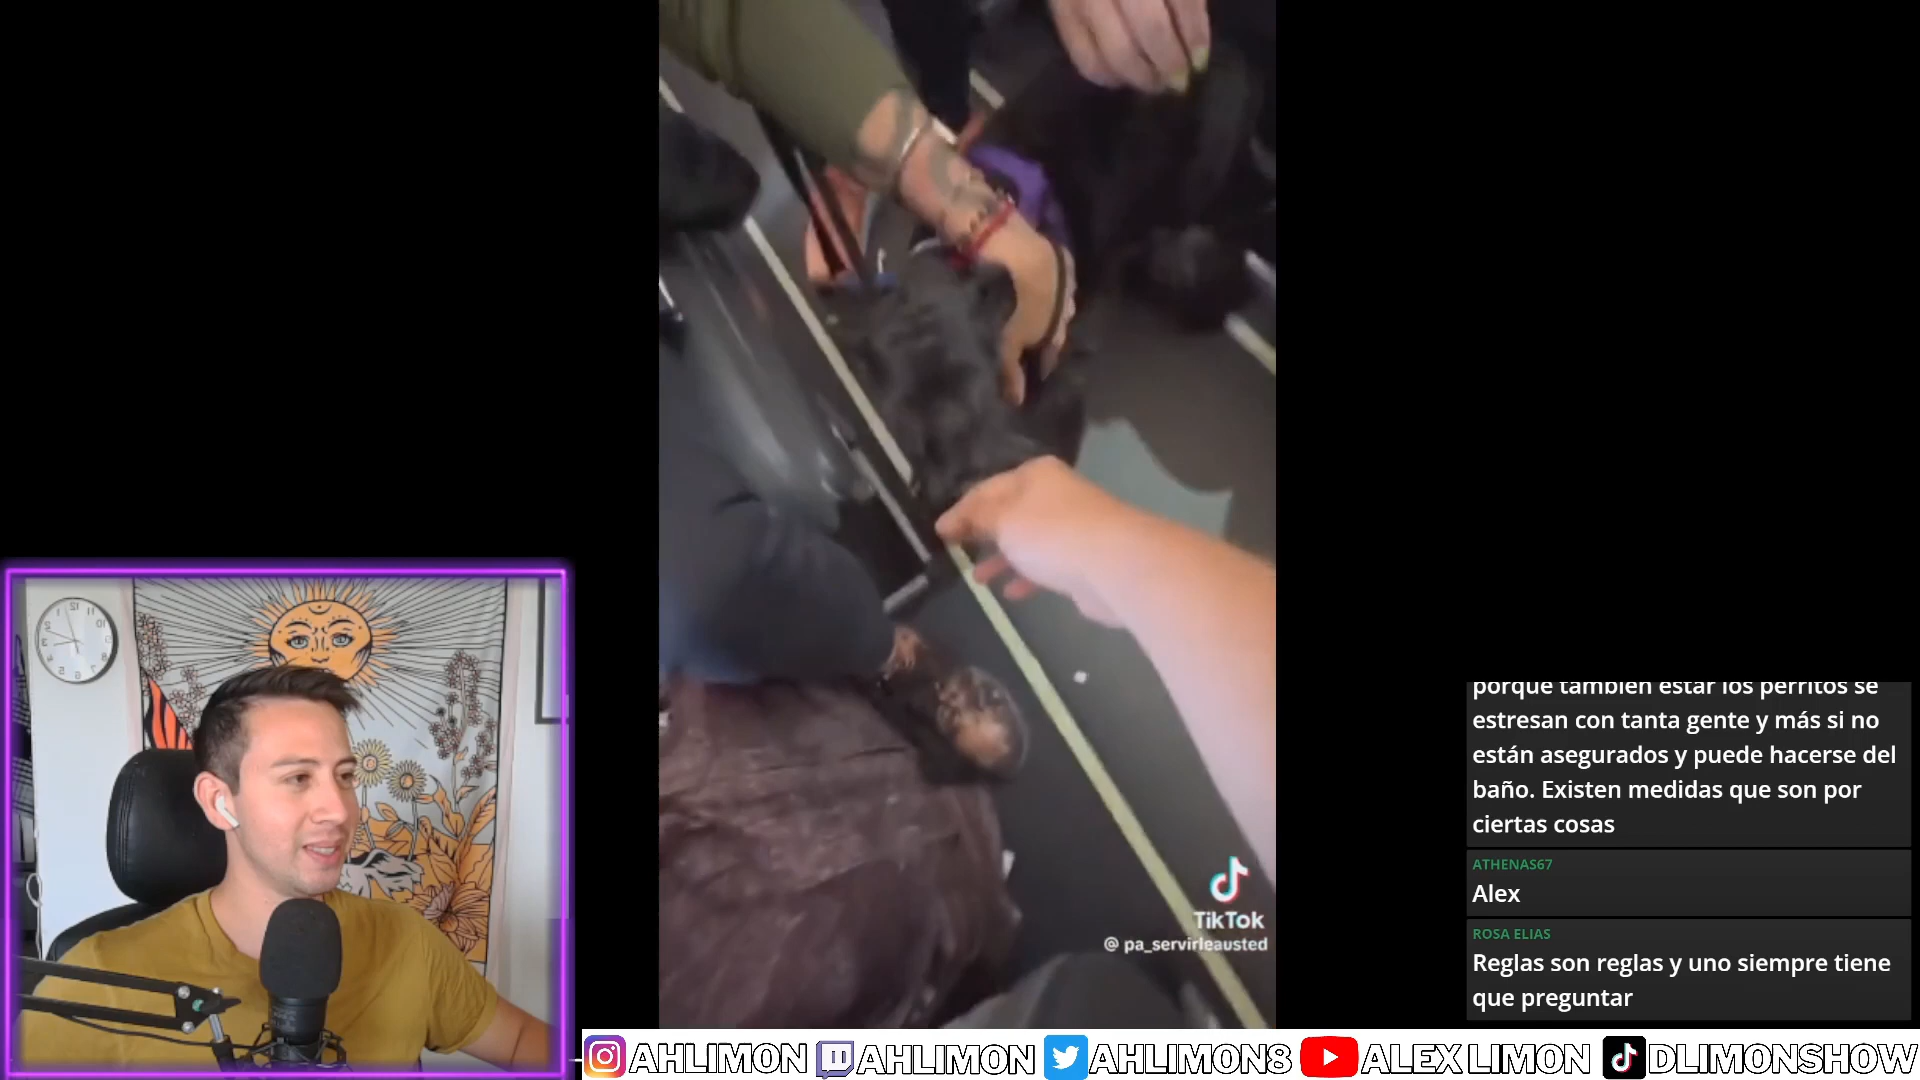 TikTok
@ pa_servirleausted
porque también estar los perritos se
estresan con tanta gente y más si no
están asegurados y puede hacerse del
baño. Existen medidas que son por
ciertas cosas
ATHENAS67
Alex
ROSA ELIAS
Reglas son reglas y uno siempre tiene
que preguntar
AHLIMON AHLIMON AHLIMON8 ALEX LIMON DLIMONSHOW